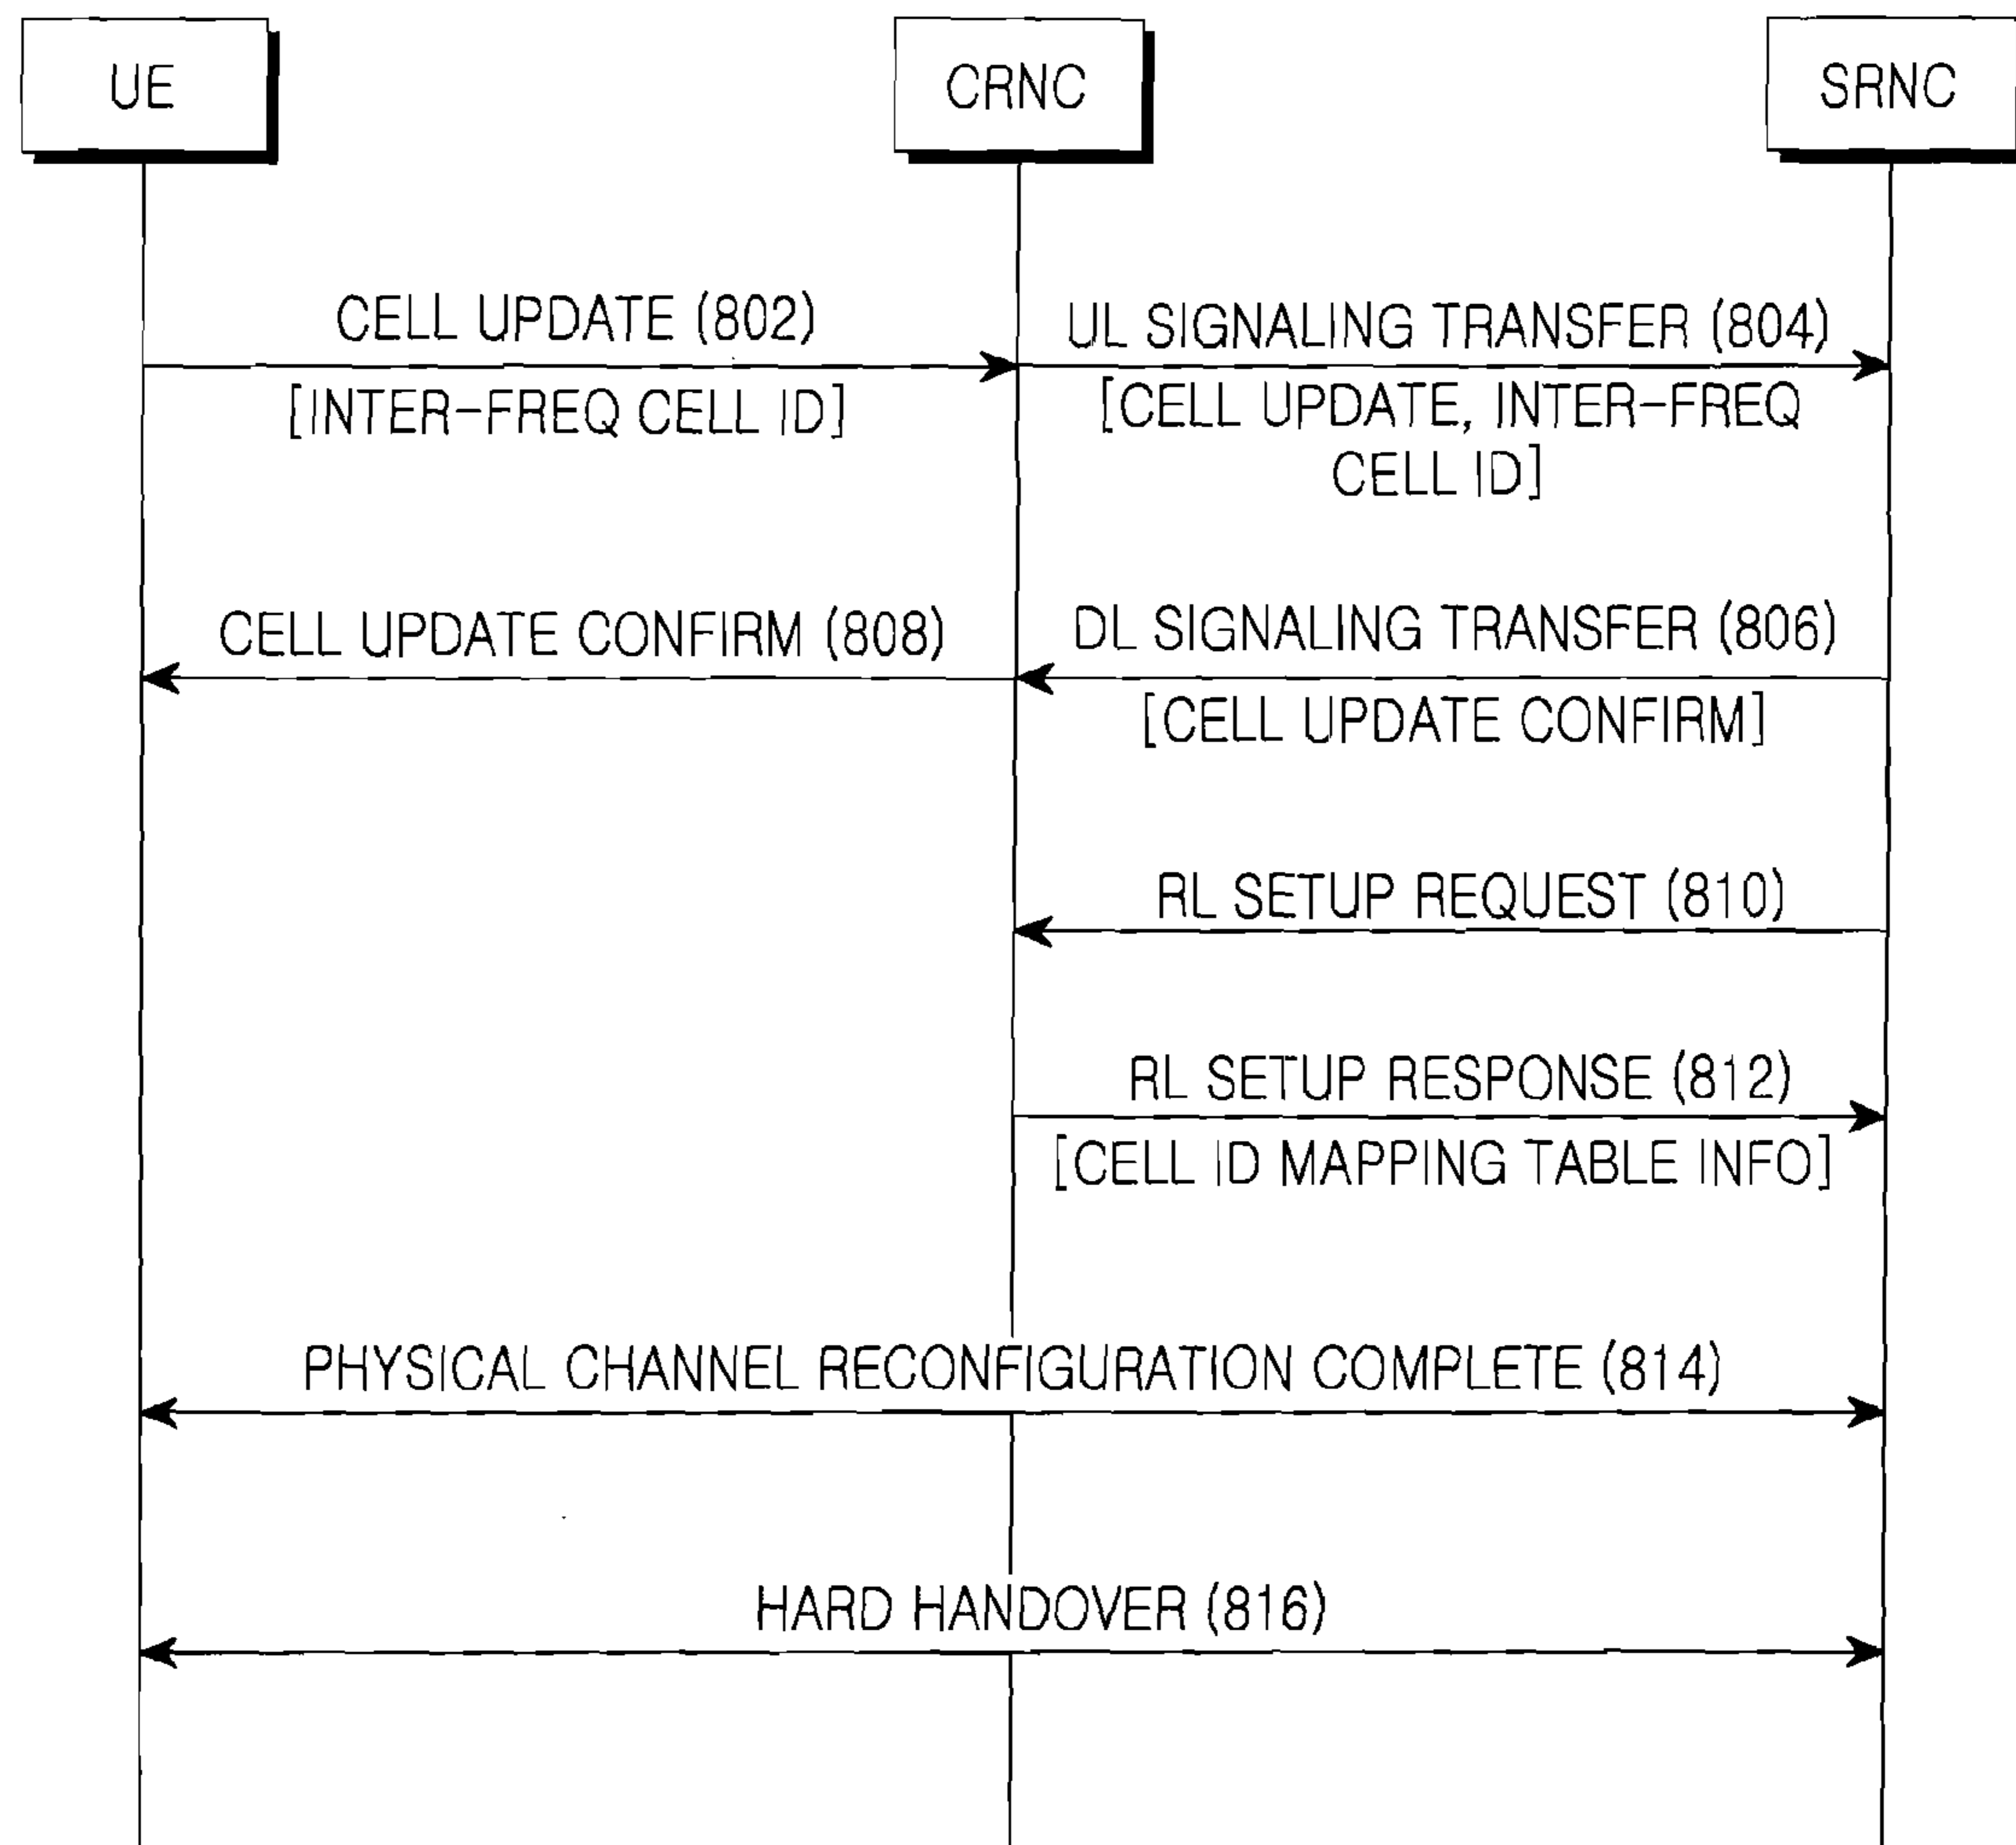 UE
CRNC
SRNC
CELL UPDATE (802)
[INTER-FREQ CELL ID]
UL SIGNALING TRANSFER (804)
[CELL UPDATE, INTER-FREQ
CELL ID]
CELL UPDATE CONFIRM (808)
DL SIGNALING TRANSFER (806)
[CELL UPDATE CONFIRM]
RL SETUP REQUEST (810)
RL SETUP RESPONSE (812)
[CELL ID MAPPING TABLE INFO]
PHYSICAL CHANNEL RECONFIGURATION COMPLETE (814)
HARD HANDOVER (816)